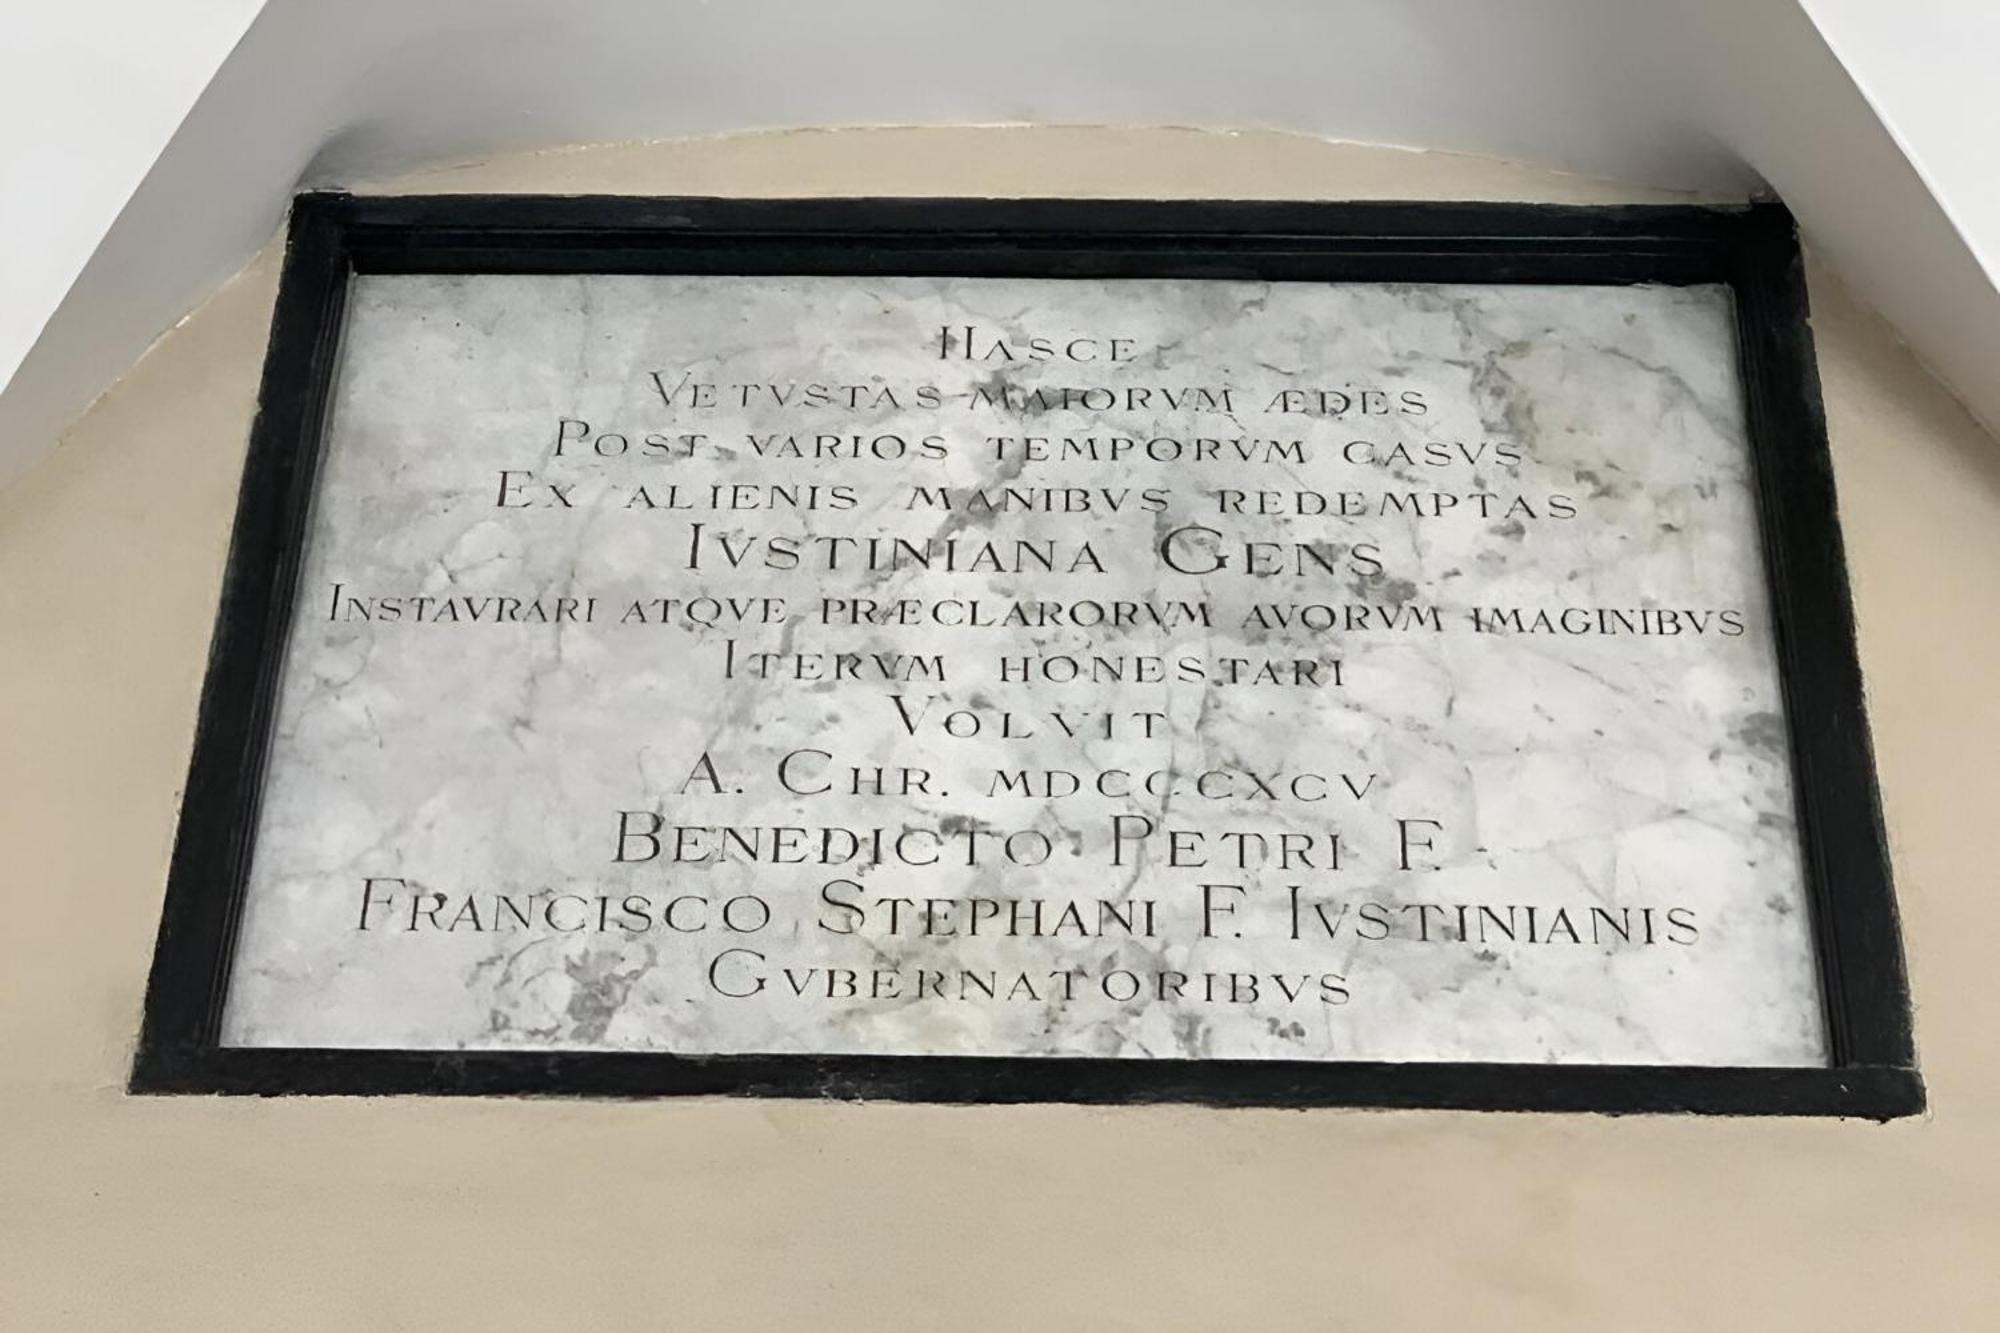 HASCE
VETVSTAS MAIORVM ÆDES
POST VARIOS TEMPORVM CASVS
EX ALIENIS MANIBVS REDEMPTAS
IVSTINIANA GENS
INSTAVRARI ATQVE PRÆCLARORVM AVORVM IMAGINIBVS
ITERVM HONESTARI
VOLVIT
A. CHR. MDCCCXCV
BENEDICTO PETRI F.
FRANCISCO STEPHANI F. IVSTINIANIS
GVBERNATORIBVS